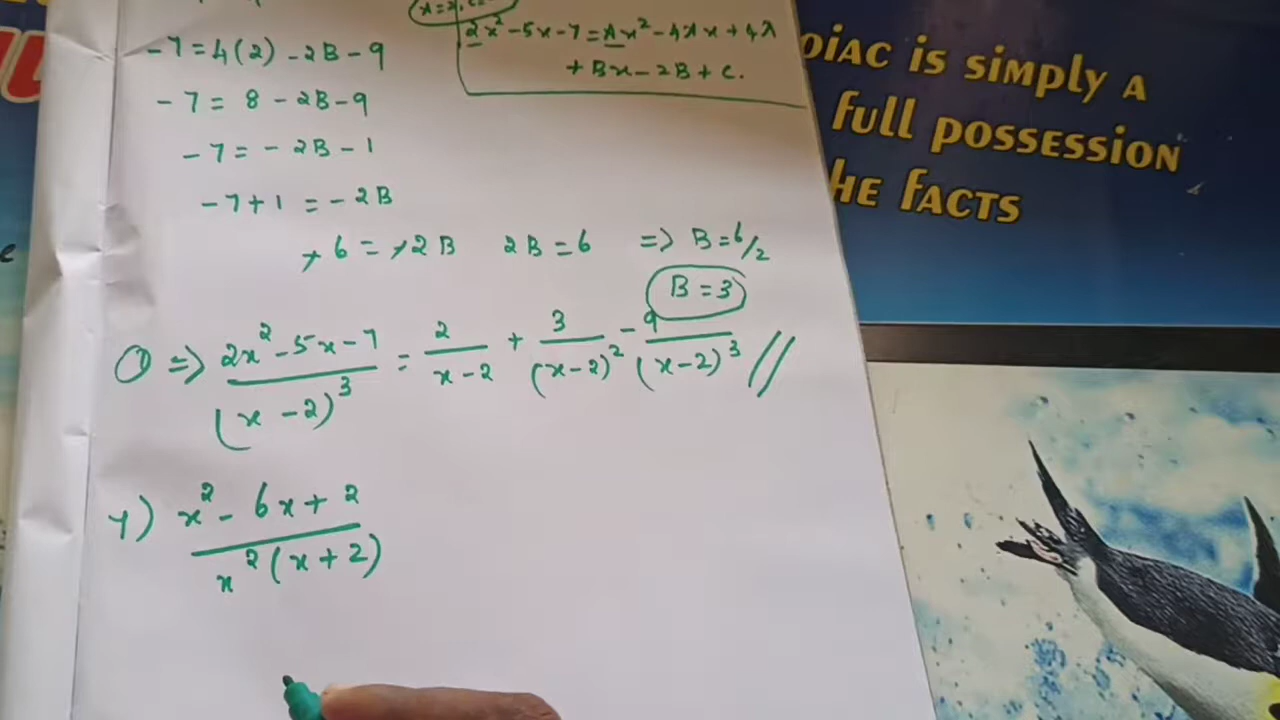 2x² - 5x - 7 = Ax² - 4Ax + 4A
+ Bx - 2B + C.
-7 = 4(2) - 2B - 9
-7 = 8 - 2B - 9
-7 = - 2B - 1
-7 + 1 = - 2B
-6 = -2B 2B = 6 => B = 6/2
B = 3
① => 2x² - 5x - 7 / (x - 2)³ = 2 / x - 2 + 3 / (x - 2)² - 9 / (x - 2)³ //
4) x² - 6x + 2 / x² (x + 2)
DIAC is simply A
full possession
HE fACTS